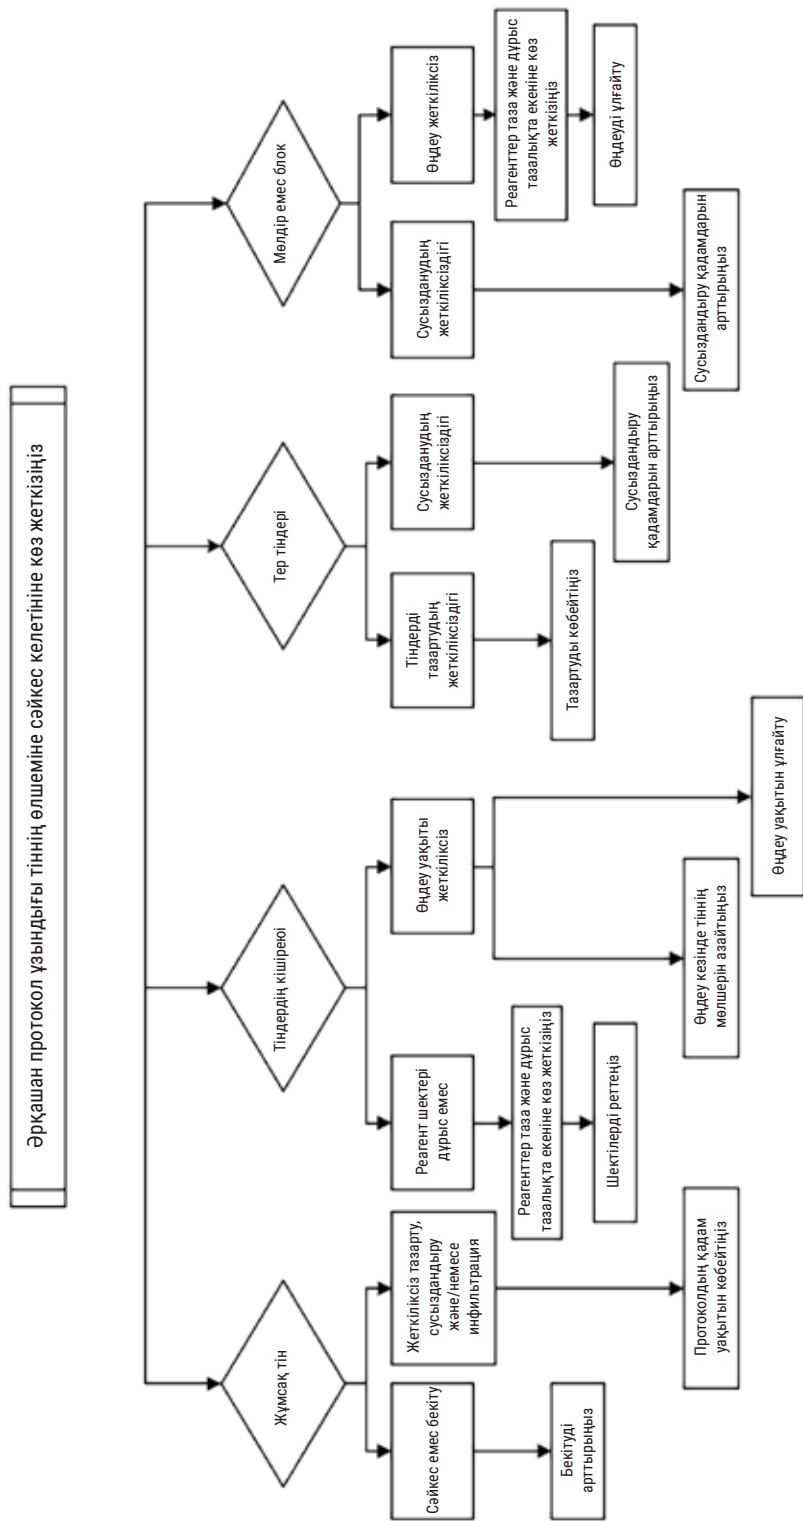 Әрқашан протокол ұзындығы тіннің өлшеміне сәйкес келетініне көз жеткізіңіз
Жұмсақ тін
Сәйкес емес бекіту
Бекітуді
арттырыңыз
Жеткіліксіз тазарту,
сусыздандыру
және/немесе
инфильтрация
Протоколдың қадам
уақытын көбейтіңіз
Тіндердің кішіреюі
Реагент шектері
дұрыс емес
Реагенттер таза және дұрыс
тазалықта екеніне көз жеткізіңіз
Шектілерді реттеңіз
Өңдеу уақыты
жеткіліксіз
Өңдеу кезінде тіннің
мөлшерін азайтыңыз
Өңдеу уақытын ұлғайту
Тер тіндері
Тіндерді
тазартудың
жеткіліксіздігі
Тазартуды көбейтіңіз
Сусызданудың
жеткіліксіздігі
Сусыздандыру
қадамдарын арттырыңыз
Мөлдір емес блок
Сусызданудың
жеткіліксіздігі
Сусыздандыру қадамдарын
арттырыңыз
Өңдеу жеткіліксіз
Реагенттер таза және дұрыс
тазалықта екеніне көз
жеткізіңіз
Өңдеуді ұлғайту